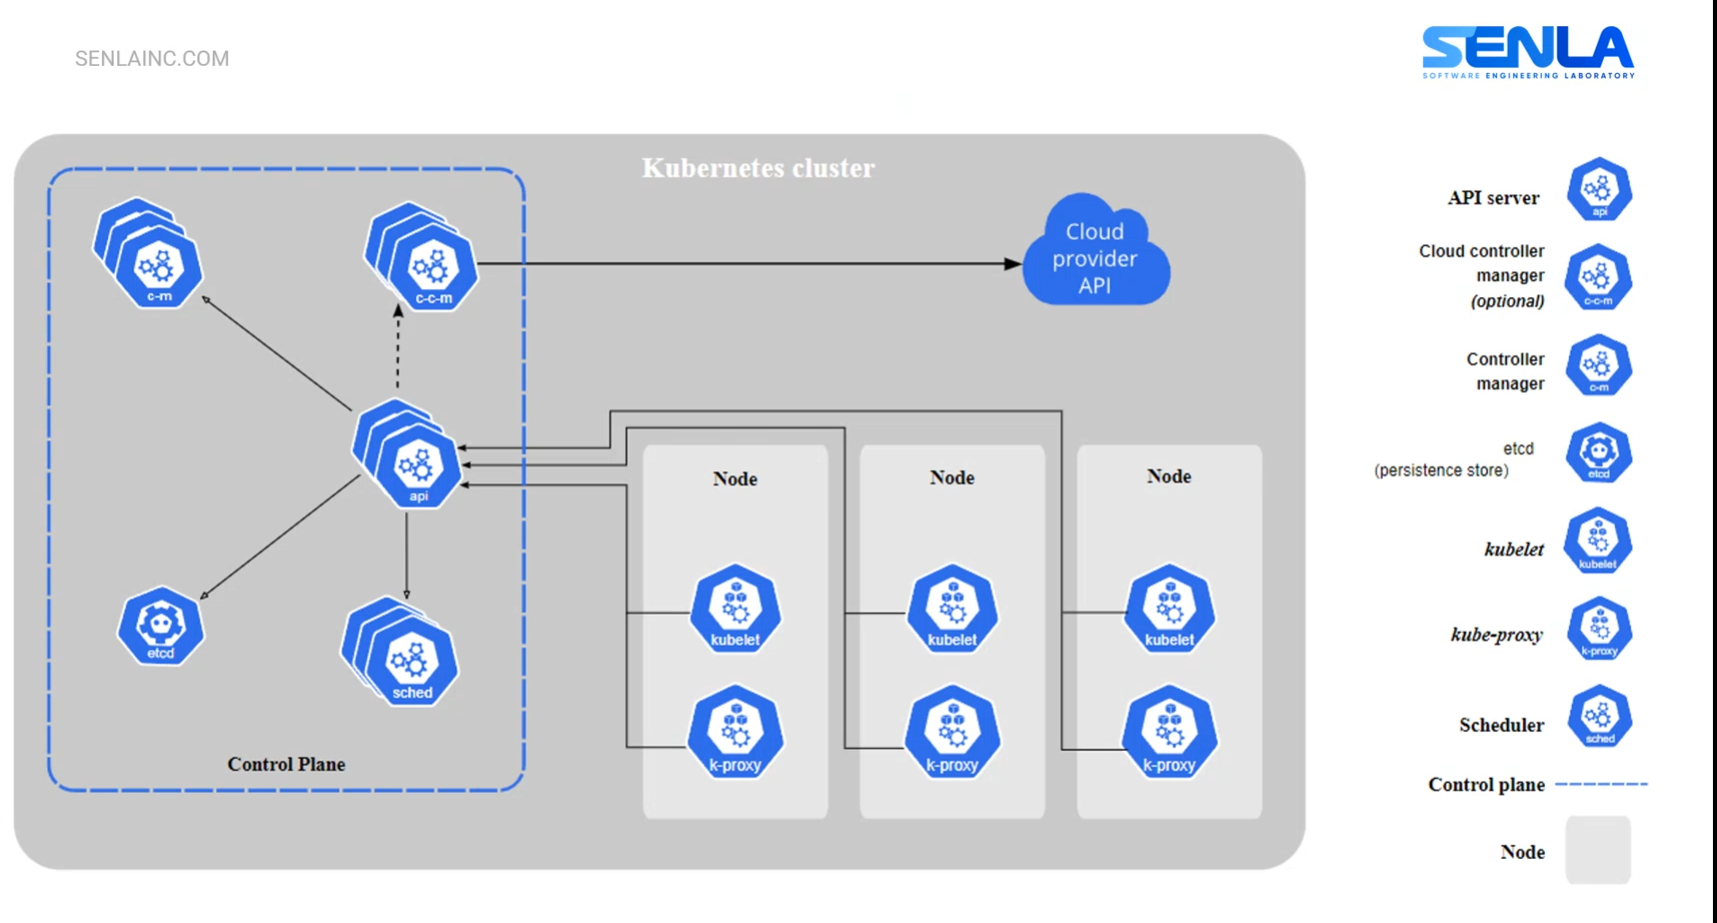 SENLAINC.COM
SENLA
SOFTWARE ENGINEERING LABORATORY
Kubernetes cluster
c-m
c-c-m
Cloud
provider
API
api
etcd
sched
Control Plane
Node
kubelet
k-proxy
Node
kubelet
k-proxy
Node
kubelet
k-proxy
API server
api
Cloud controller
manager
(optional)
c-c-m
Controller
manager
c-m
etcd
(persistence store)
etcd
kubelet
kubelet
kube-proxy
k-proxy
Scheduler
sched
Control plane
Node